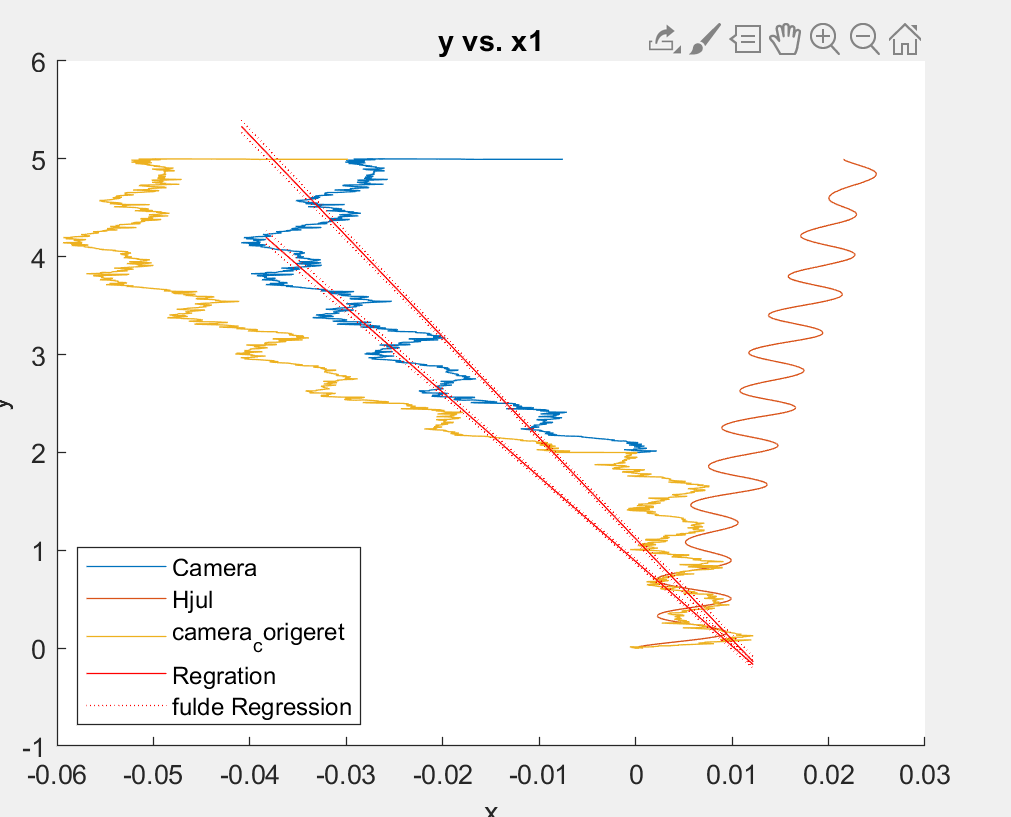 y vs. x1
6
5
4
3
2
1
0
-1
y
Camera
Hjul
camera_corigeret
Regration
fulde Regression
-0.06 -0.05 -0.04 -0.03 -0.02 -0.01 0 0.01 0.02 0.03
x